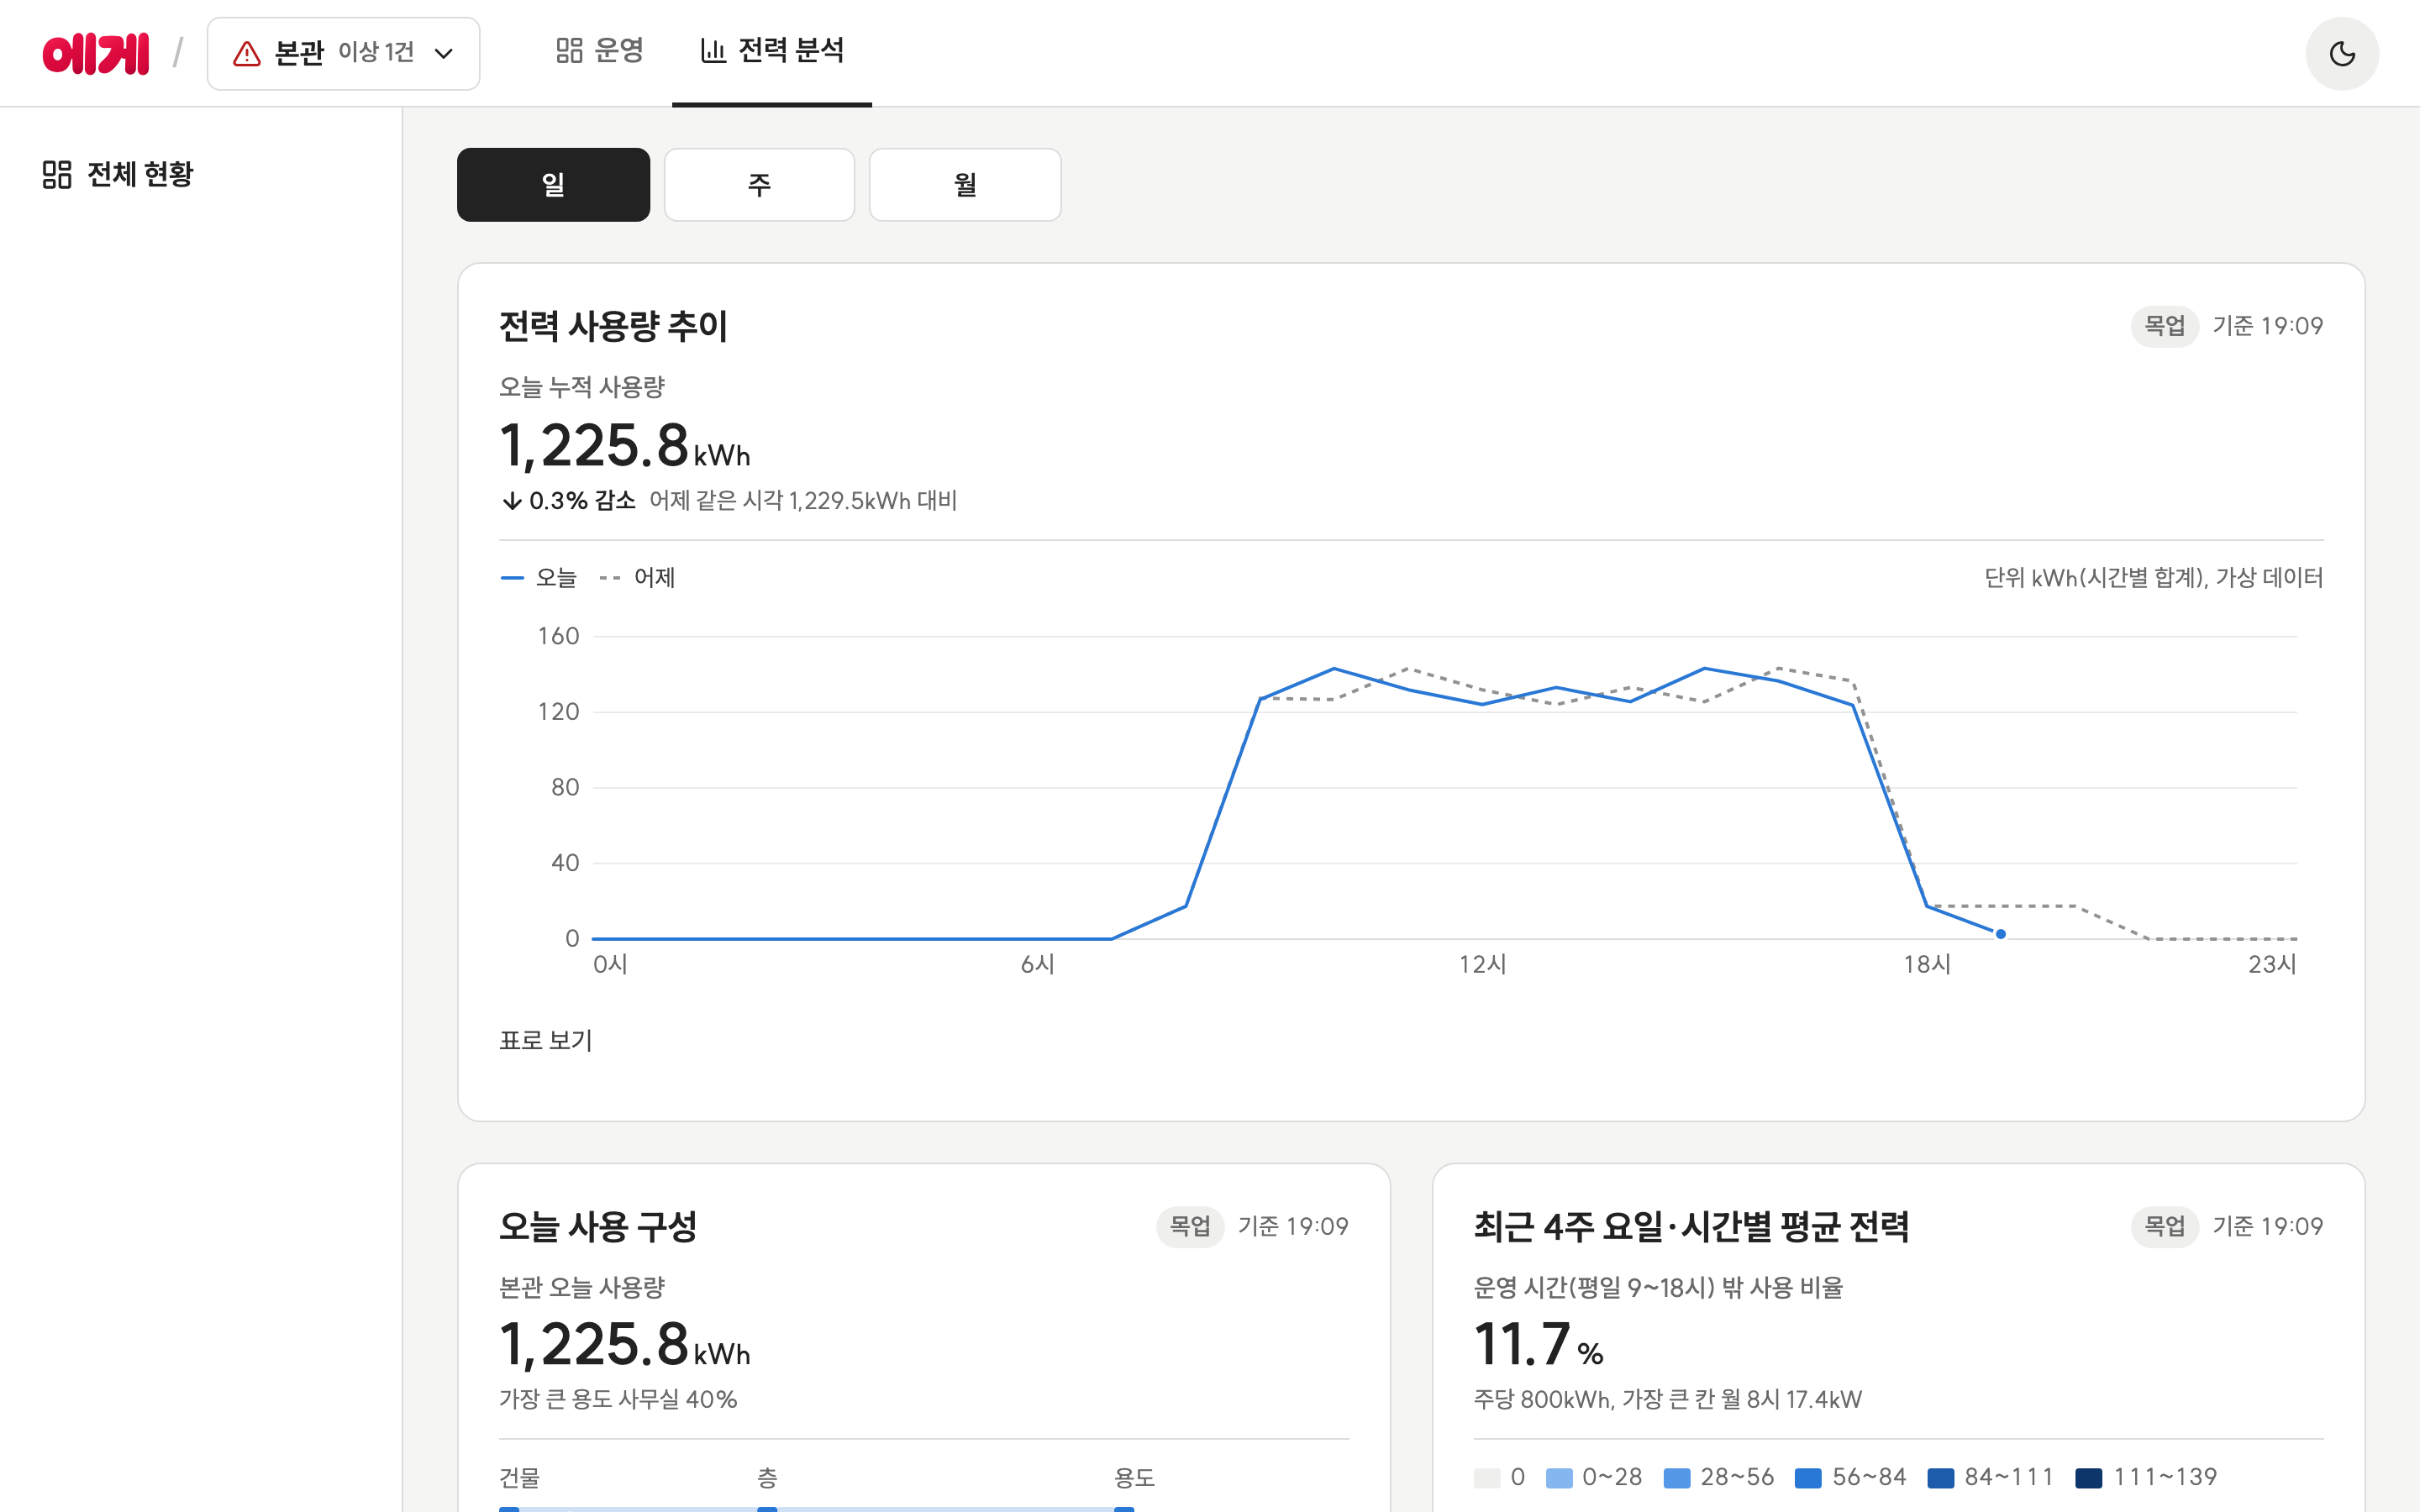 에게 / 본관 이상 1건 운영 전력 분석
전체 현황
일 주 월
전력 사용량 추이 목업 기준 19:09
오늘 누적 사용량
1,225.8kWh
↓ 0.3% 감소 어제 같은 시각 1,229.5kWh 대비
오늘 어제 단위 kWh(시간별 합계), 가상 데이터
160
120
80
40
0
0시 6시 12시 18시 23시
표로 보기
오늘 사용 구성 목업 기준 19:09
본관 오늘 사용량
1,225.8kWh
가장 큰 용도 사무실 40%
건물 층 용도
최근 4주 요일·시간별 평균 전력 목업 기준 19:09
운영 시간(평일 9~18시) 밖 사용 비율
11.7%
주당 800kWh, 가장 큰 칸 월 8시 17.4kW
0 0~28 28~56 56~84 84~111 111~139